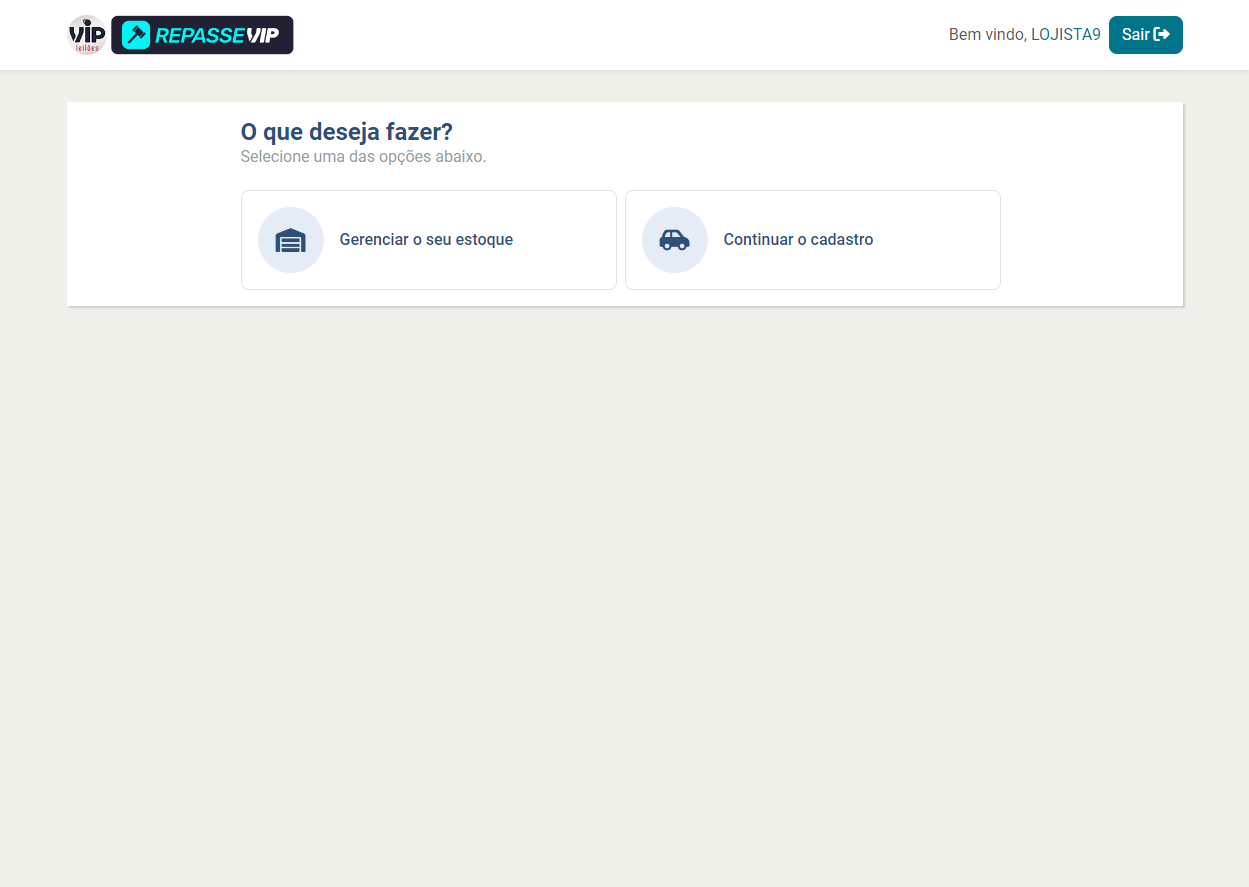 VIP
leilões
REPASSEVIP
Bem vindo, LOJISTA9
Sair
O que deseja fazer?
Selecione uma das opções abaixo.
Gerenciar o seu estoque
Continuar o cadastro